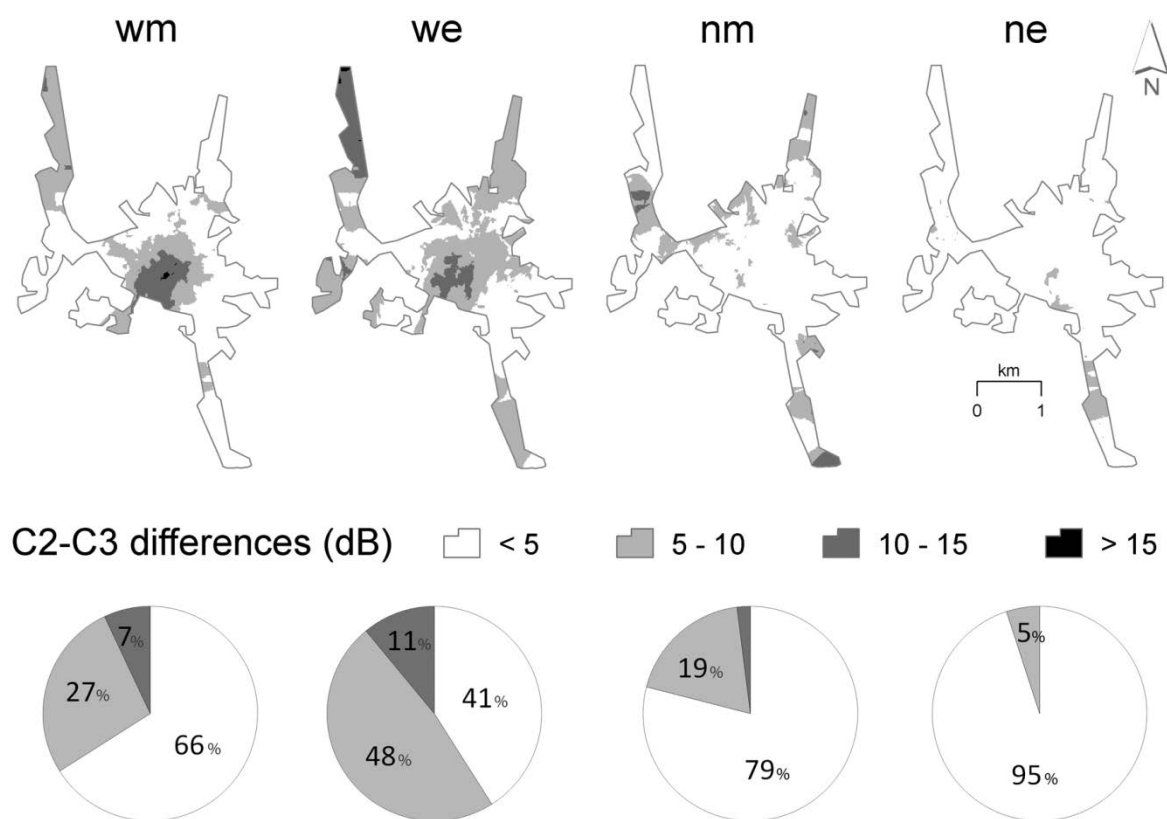 wm we nm ne
N
km
0 1
C2-C3 differences (dB) < 5 5 - 10 10 - 15 > 15
7% 11% 5%
27% 41% 19%
66% 48% 79% 95%